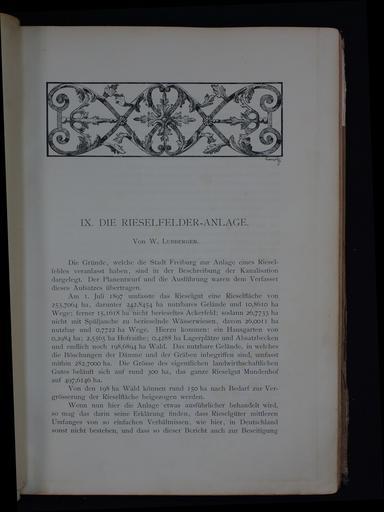 IX. DIE RIESELFELDER-ANLAGE.
Von W. Lubberger.
Die Gründe, welche die Stadt Freiburg zur Anlage eines Riesel-
feldes veranlasst haben, sind in der Beschreibung der Kanalisation
dargelegt. Der Planentwurf und die Ausführung waren dem Verfasser
dieses Aufsatzes übertragen.
Am 1. Juli 1897 umfasste das Rieselgut eine Rieselfläche von
253,7064 ha, darunter 242,8454 ha nutzbares Gelände und 10,8610 ha
Wege; ferner 15,1618 ha nicht berieseltes Ackerfeld; sodann 26,7733 ha
nicht mit Spüljauche zu berieselnde Wässerwiesen, davon 26,0011 ha
nutzbar und 0,7722 ha Wege. Hierzu kommen: ein Hausgarten von
0,2984 ha; 2,5565 ha Hofraithe; 0,4288 ha Lagerplätze und Absatzbecken
und endlich noch 198,6894 ha Wald. Das nutzbare Gelände, in welches
die Böschungen der Dämme und der Gräben inbegriffen sind, umfasst
mithin 282,7000 ha. Die Grösse des eigentlichen landwirthschaftlichen
Gutes beläuft sich auf rund 300 ha, das ganze Rieselgut Mundenhof
auf 497,6146 ha.
Von den 198 ha Wald können rund 150 ha nach Bedarf zur Ver-
grösserung der Rieselfläche beigezogen werden.
Wenn nun hier die Anlage etwas ausführlicher behandelt wird,
so mag das darin seine Erklärung finden, dass Rieselgüter mittleren
Umfanges von so einfachen Verhältnissen, wie hier, in Deutschland
sonst nicht bestehen, und dass so dieser Bericht auch zur Beseitigung